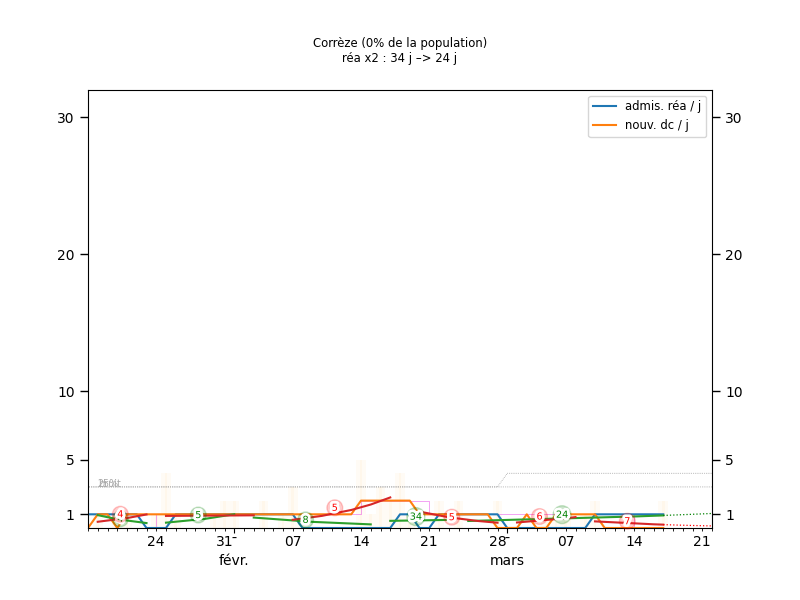 Corrèze (0% de la population)
réa x2 : 34 j –> 24 j
admis. réa / j
nouv. dc / j
30 30
20 20
10 10
5 5
1 1
4 5 8 5 34 5 6 24 7
24 31 07 14 21 28 07 14 21
févr. mars